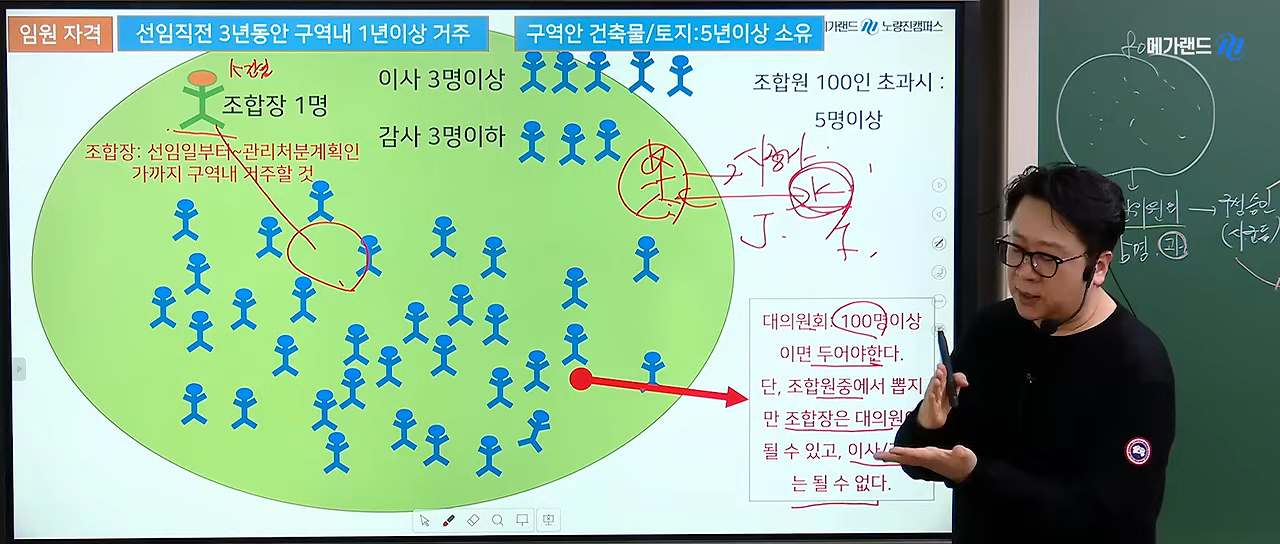 임원 자격
선임직전 3년동안 구역내 1년이상 거주
구역안 건축물/토지:5년이상 소유
메가랜드 노량진캠퍼스
메가랜드
조합장 1명
이사 3명이상
감사 3명이하
조합원 100인 초과시 :
5명이상
조합장: 선임일부터~관리처분계획인
가까지 구역내 거주할 것
K
J.
대의원회: 100명이상
이면 두어야한다.
단, 조합원중에서 뽑지
만 조합장은 대의원
될 수 있고, 이사/
는 될 수 없다.